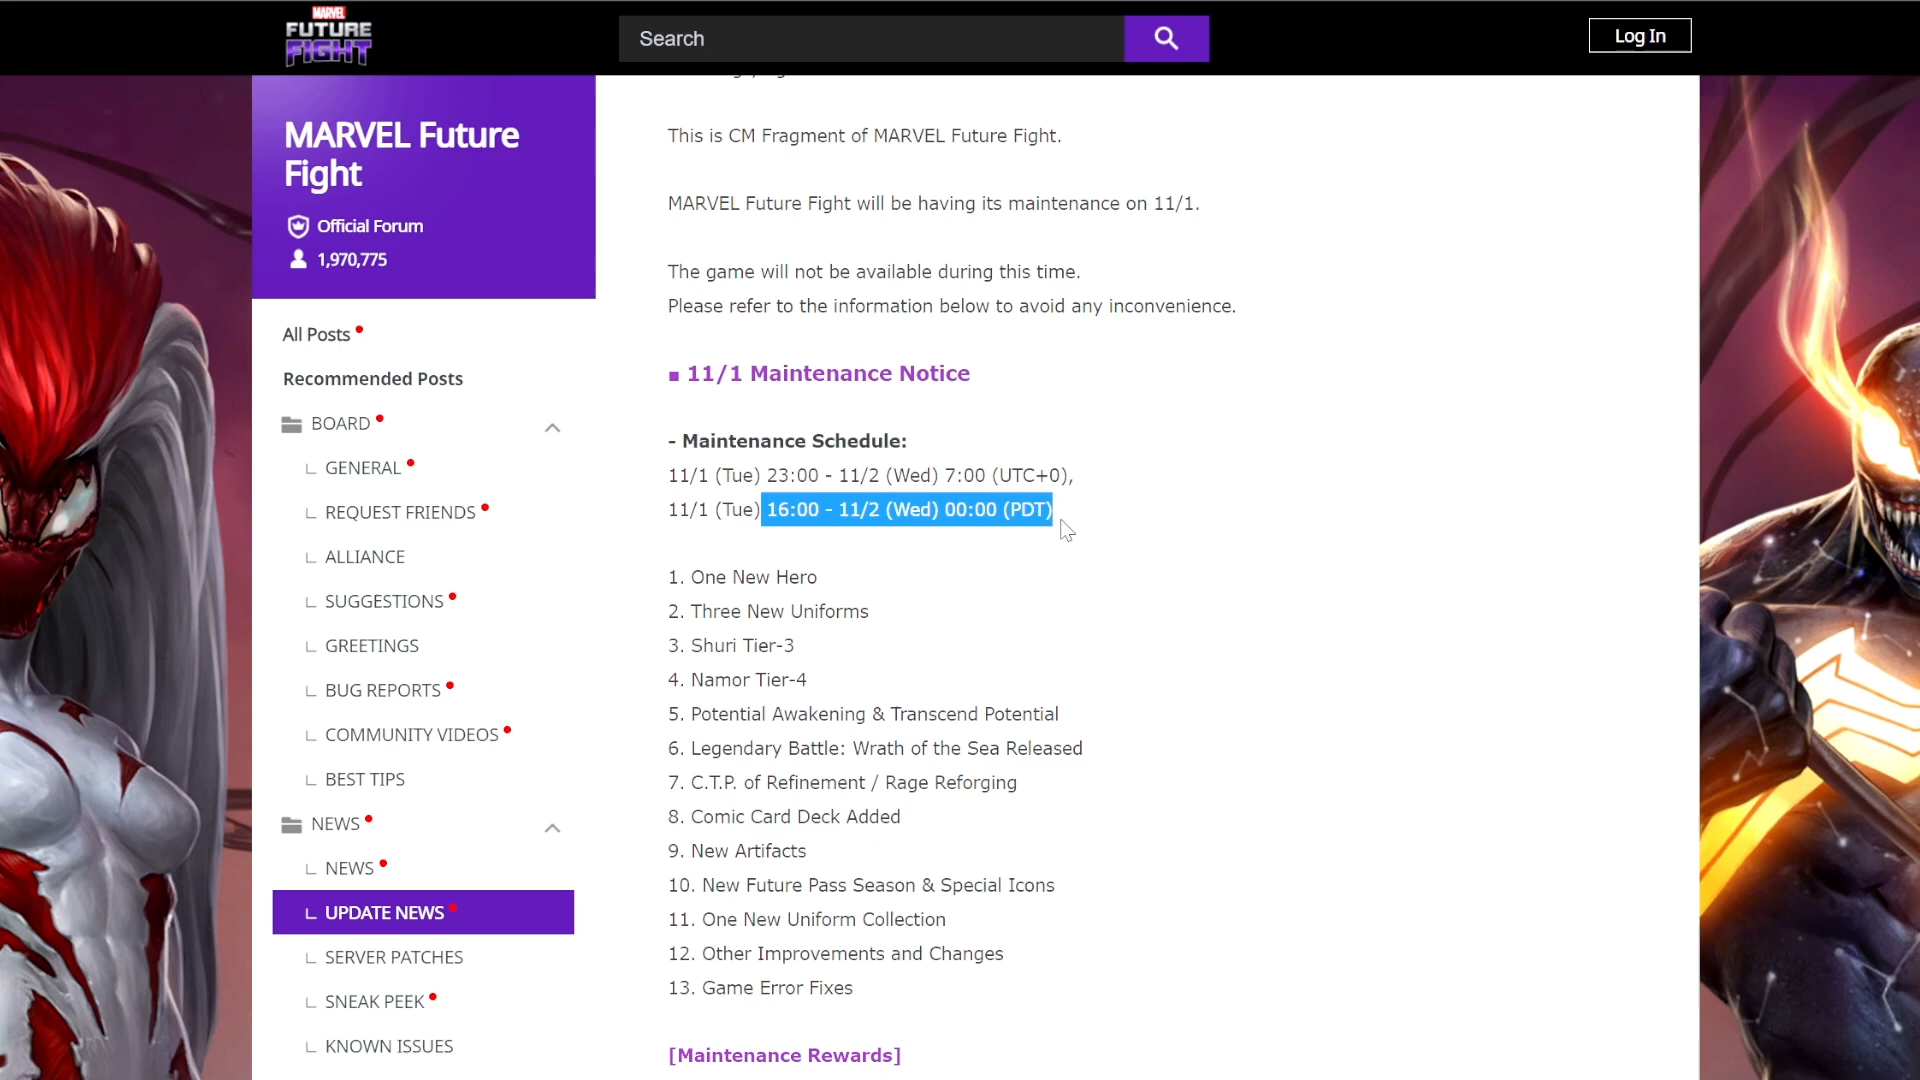 MARVEL
FUTURE
FIGHT
Search
Log In
MARVEL Future
Fight
Official Forum
1,970,775
All Posts
Recommended Posts
BOARD
GENERAL
REQUEST FRIENDS
ALLIANCE
SUGGESTIONS
GREETINGS
BUG REPORTS
COMMUNITY VIDEOS
BEST TIPS
NEWS
NEWS
UPDATE NEWS
SERVER PATCHES
SNEAK PEEK
KNOWN ISSUES
This is CM Fragment of MARVEL Future Fight.
MARVEL Future Fight will be having its maintenance on 11/1.
The game will not be available during this time.
Please refer to the information below to avoid any inconvenience.
■ 11/1 Maintenance Notice
- Maintenance Schedule:
11/1 (Tue) 23:00 - 11/2 (Wed) 7:00 (UTC+0),
11/1 (Tue) 16:00 - 11/2 (Wed) 00:00 (PDT)
1. One New Hero
2. Three New Uniforms
3. Shuri Tier-3
4. Namor Tier-4
5. Potential Awakening & Transcend Potential
6. Legendary Battle: Wrath of the Sea Released
7. C.T.P. of Refinement / Rage Reforging
8. Comic Card Deck Added
9. New Artifacts
10. New Future Pass Season & Special Icons
11. One New Uniform Collection
12. Other Improvements and Changes
13. Game Error Fixes
[Maintenance Rewards]